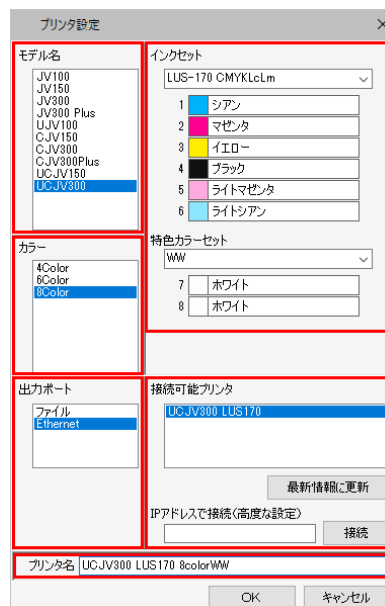 プリンタ設定
モデル名
JV100
JV150
JV300
JV300 Plus
UJV100
CJV150
CJV300
CJV300Plus
UCJV150
UCJV300
インクセット
LUS-170 CMYKLcLm
1 シアン
2 マゼンタ
3 イエロー
4 ブラック
5 ライトマゼンタ
6 ライトシアン
特色カラーセット
WW
7 ホワイト
8 ホワイト
カラー
4Color
6Color
8Color
出力ポート
ファイル
Ethernet
接続可能プリンタ
UCJV300 LUS170
最新情報に更新
IPアドレスで接続(高度な設定)
接続
プリンタ名 UCJV300 LUS170 8colorWW
OK キャンセル